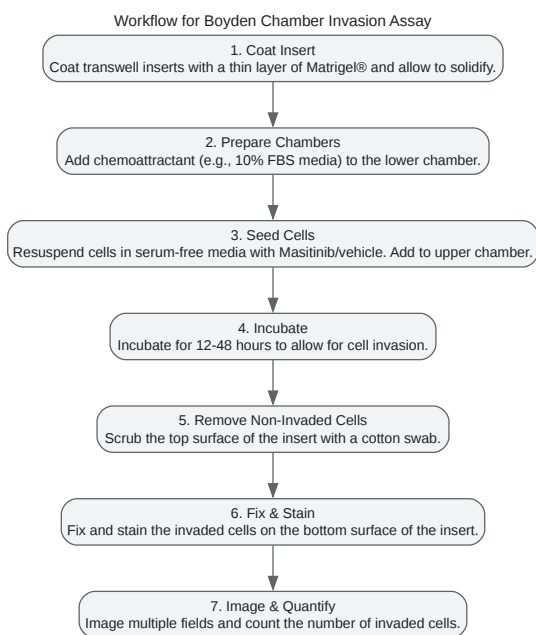 Workflow for Boyden Chamber Invasion Assay
1. Coat Insert
Coat transwell inserts with a thin layer of Matrigel® and allow to solidify.
2. Prepare Chambers
Add chemoattractant (e.g., 10% FBS media) to the lower chamber.
3. Seed Cells
Resuspend cells in serum-free media with Masitinib/vehicle. Add to upper chamber.
4. Incubate
Incubate for 12-48 hours to allow for cell invasion.
5. Remove Non-Invaded Cells
Scrub the top surface of the insert with a cotton swab.
6. Fix & Stain
Fix and stain the invaded cells on the bottom surface of the insert.
7. Image & Quantify
Image multiple fields and count the number of invaded cells.